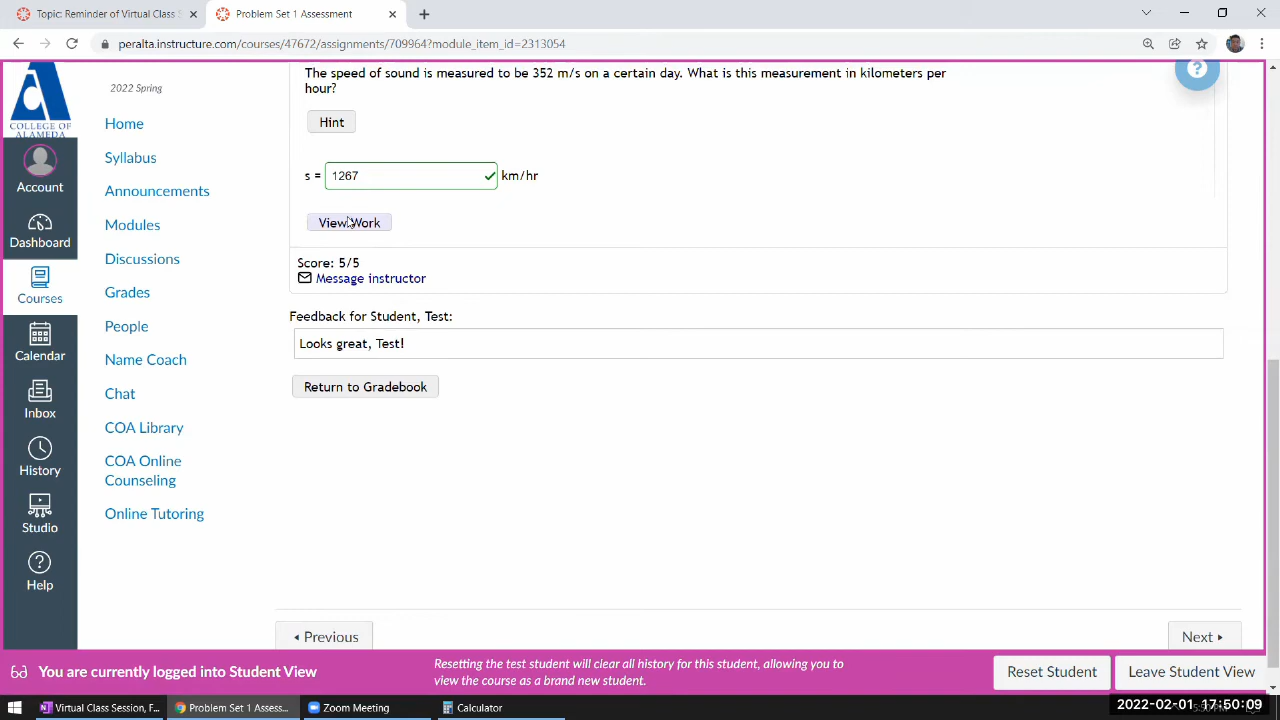 Topic: Reminder of Virtual Class S
Problem Set 1 Assessment
peralta.instructure.com/courses/47672/assignments/709964?module_item_id=2313054
COLLEGE OF
ALAMEDA
Account
Dashboard
Courses
Calendar
Inbox
History
Studio
Help
2022 Spring
Home
Syllabus
Announcements
Modules
Discussions
Grades
People
Name Coach
Chat
COA Library
COA Online
Counseling
Online Tutoring
The speed of sound is measured to be 352 m/s on a certain day. What is this measurement in kilometers per
hour?
Hint
s = 1267 km/hr
View Work
Score: 5/5
Message instructor
Feedback for Student, Test:
Looks great, Test!
Return to Gradebook
Previous
Next
You are currently logged into Student View
Resetting the test student will clear all history for this student, allowing you to
view the course as a brand new student.
Reset Student
Leave Student View
Virtual Class Session, F...
Problem Set 1 Assess...
Zoom Meeting
Calculator
2022-02-01 17:50:09